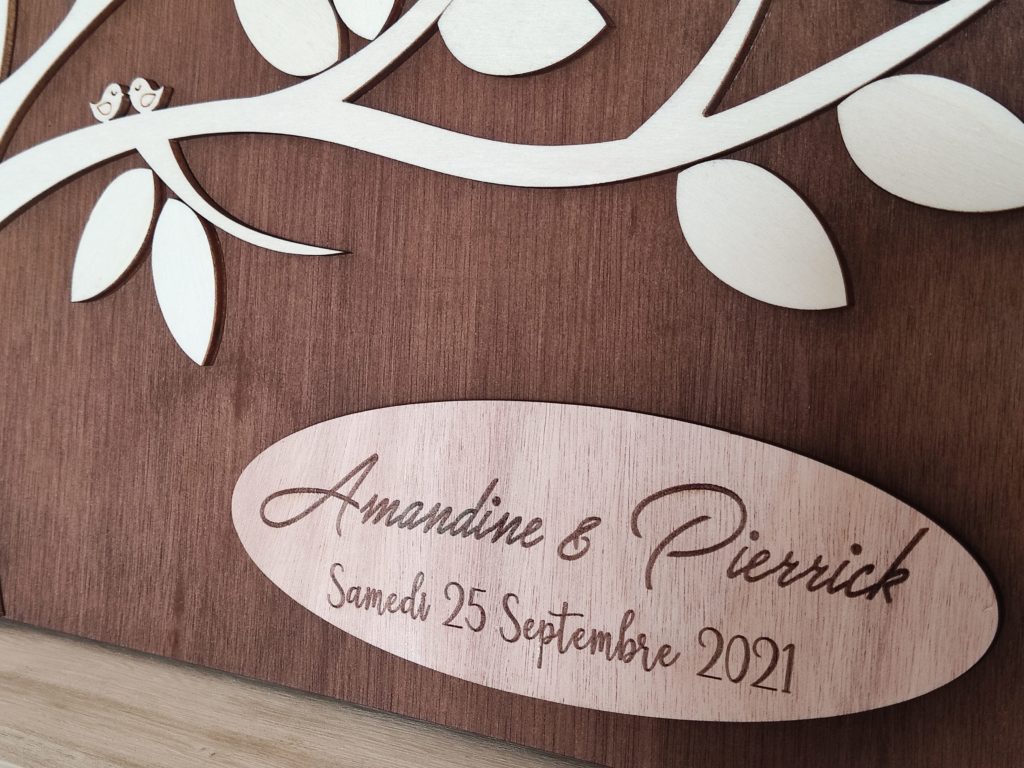 Amandine & Pierrick
Samedi 25 Septembre 2021